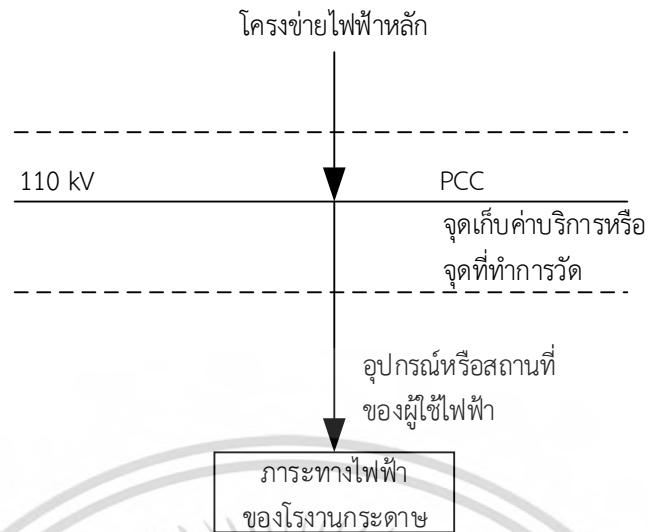 โครงข่ายไฟฟ้าหลัก
110 kV PCC
จุดเก็บค่าบริการหรือ
จุดที่ทำการวัด
อุปกรณ์หรือสถานที่
ของผู้ใช้ไฟฟ้า
ภาระทางไฟฟ้า
ของโรงานกระดาษ